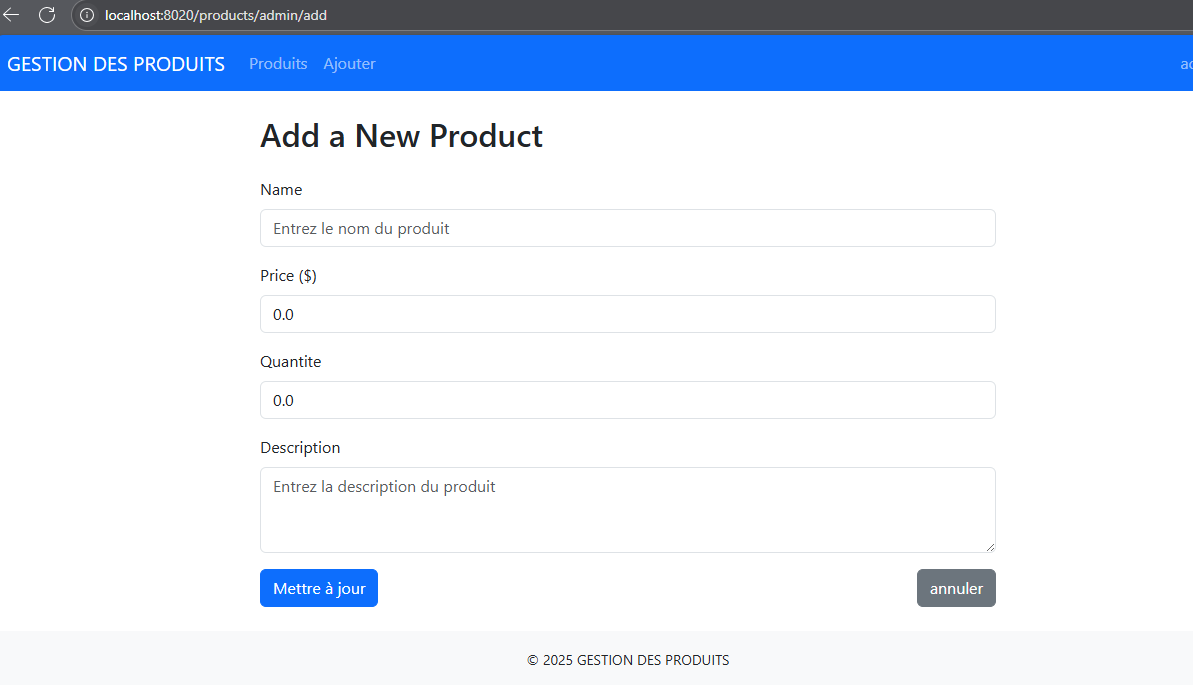 localhost:8020/products/admin/add
GESTION DES PRODUITS Produits Ajouter
Add a New Product
Name
Entrez le nom du produit
Price ($)
0.0
Quantite
0.0
Description
Entrez la description du produit
Mettre à jour annuler
© 2025 GESTION DES PRODUITS